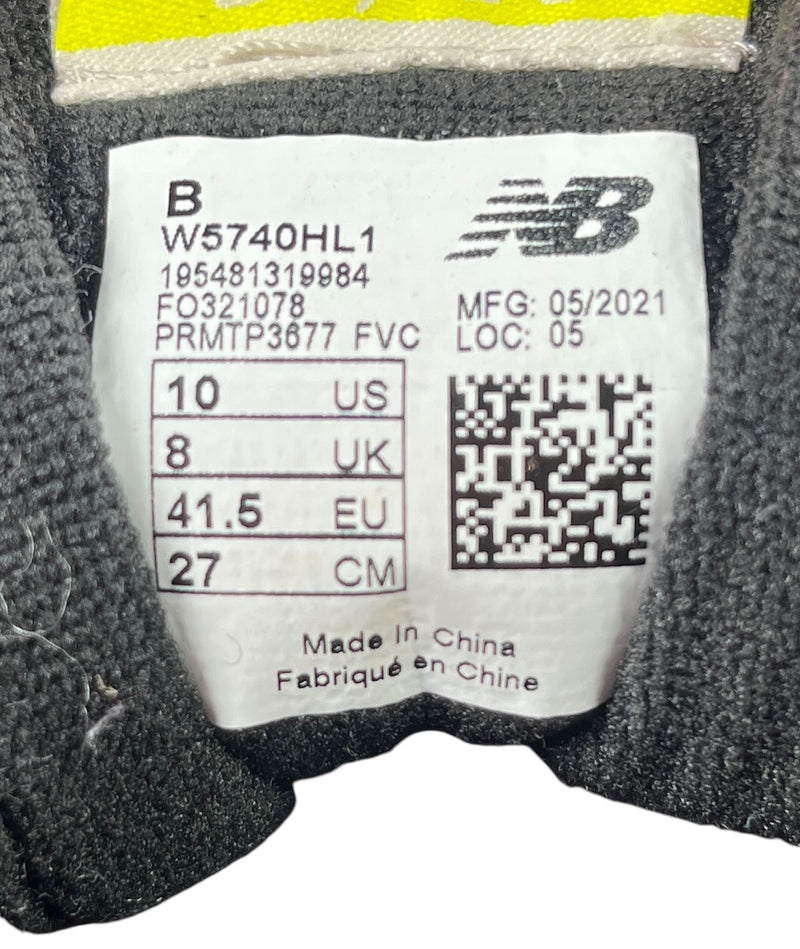 B
W5740HL1
195481319984
FO321078
PRMTP3677 FVC
NB
MFG: 05/2021
LOC: 05
10 US
8 UK
41.5 EU
27 CM
Made in China
Fabriqué en Chine